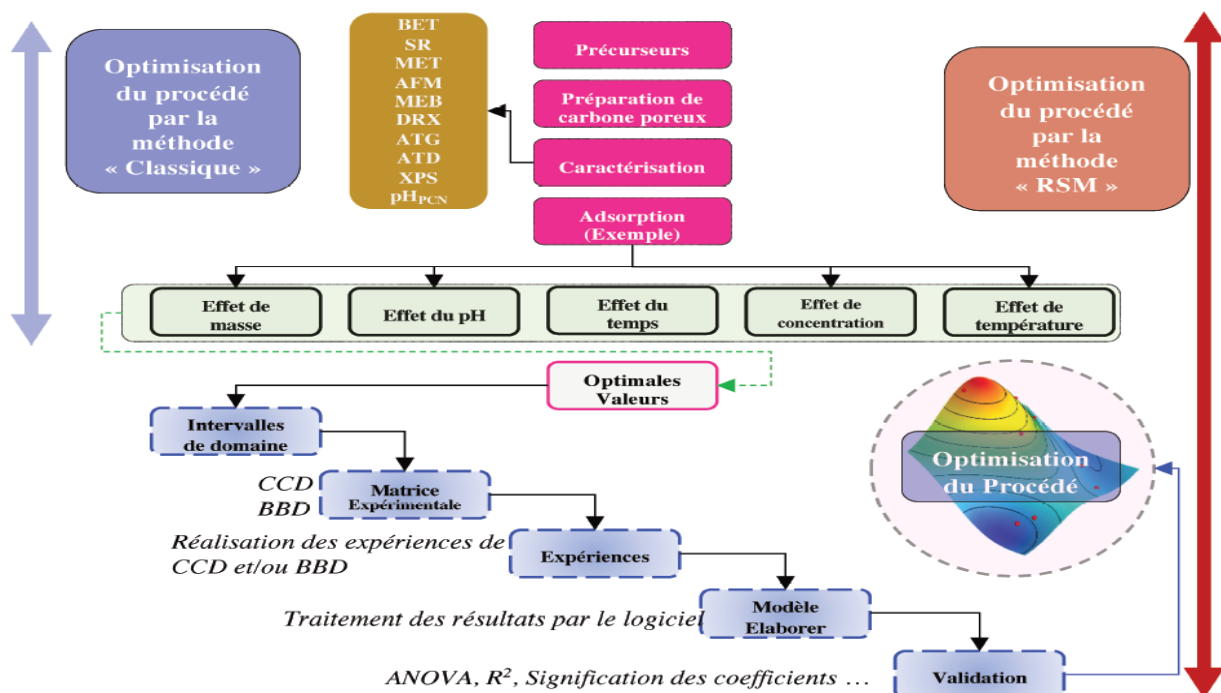 Optimisation
du procédé
par la
méthode
« Classique »
BET
SR
MET
AFM
MEB
DRX
ATG
ATD
XPS
pHPCN
Précurseurs
Préparation de
carbone poreux
Caractérisation
Adsorption
(Exemple)
Optimisation
du procédé
par la
méthode
« RSM »
Effet de
masse
Effet du pH
Effet du
temps
Effet de
concentration
Effet de
température
Optimales
Valeurs
Intervalles
de domaine
CCD
BBD
Matrice
Expérimentale
Optimisation
du Procédé
Réalisation des expériences de
CCD et/ou BBD
Expériences
Traitement des résultats par le logiciel
Modèle
Elaborer
ANOVA, R², Signification des coefficients ...
Validation